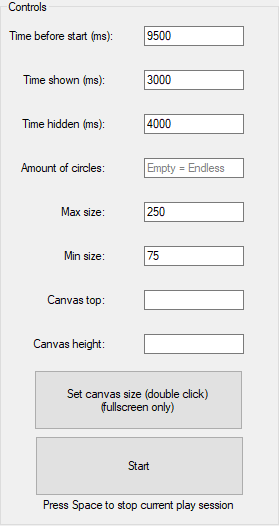 Controls
Time before start (ms): 9500
Time shown (ms): 3000
Time hidden (ms): 4000
Amount of circles: Empty = Endless
Max size: 250
Min size: 75
Canvas top:
Canvas height:
Set canvas size (double click)
(fullscreen only)
Start
Press Space to stop current play session